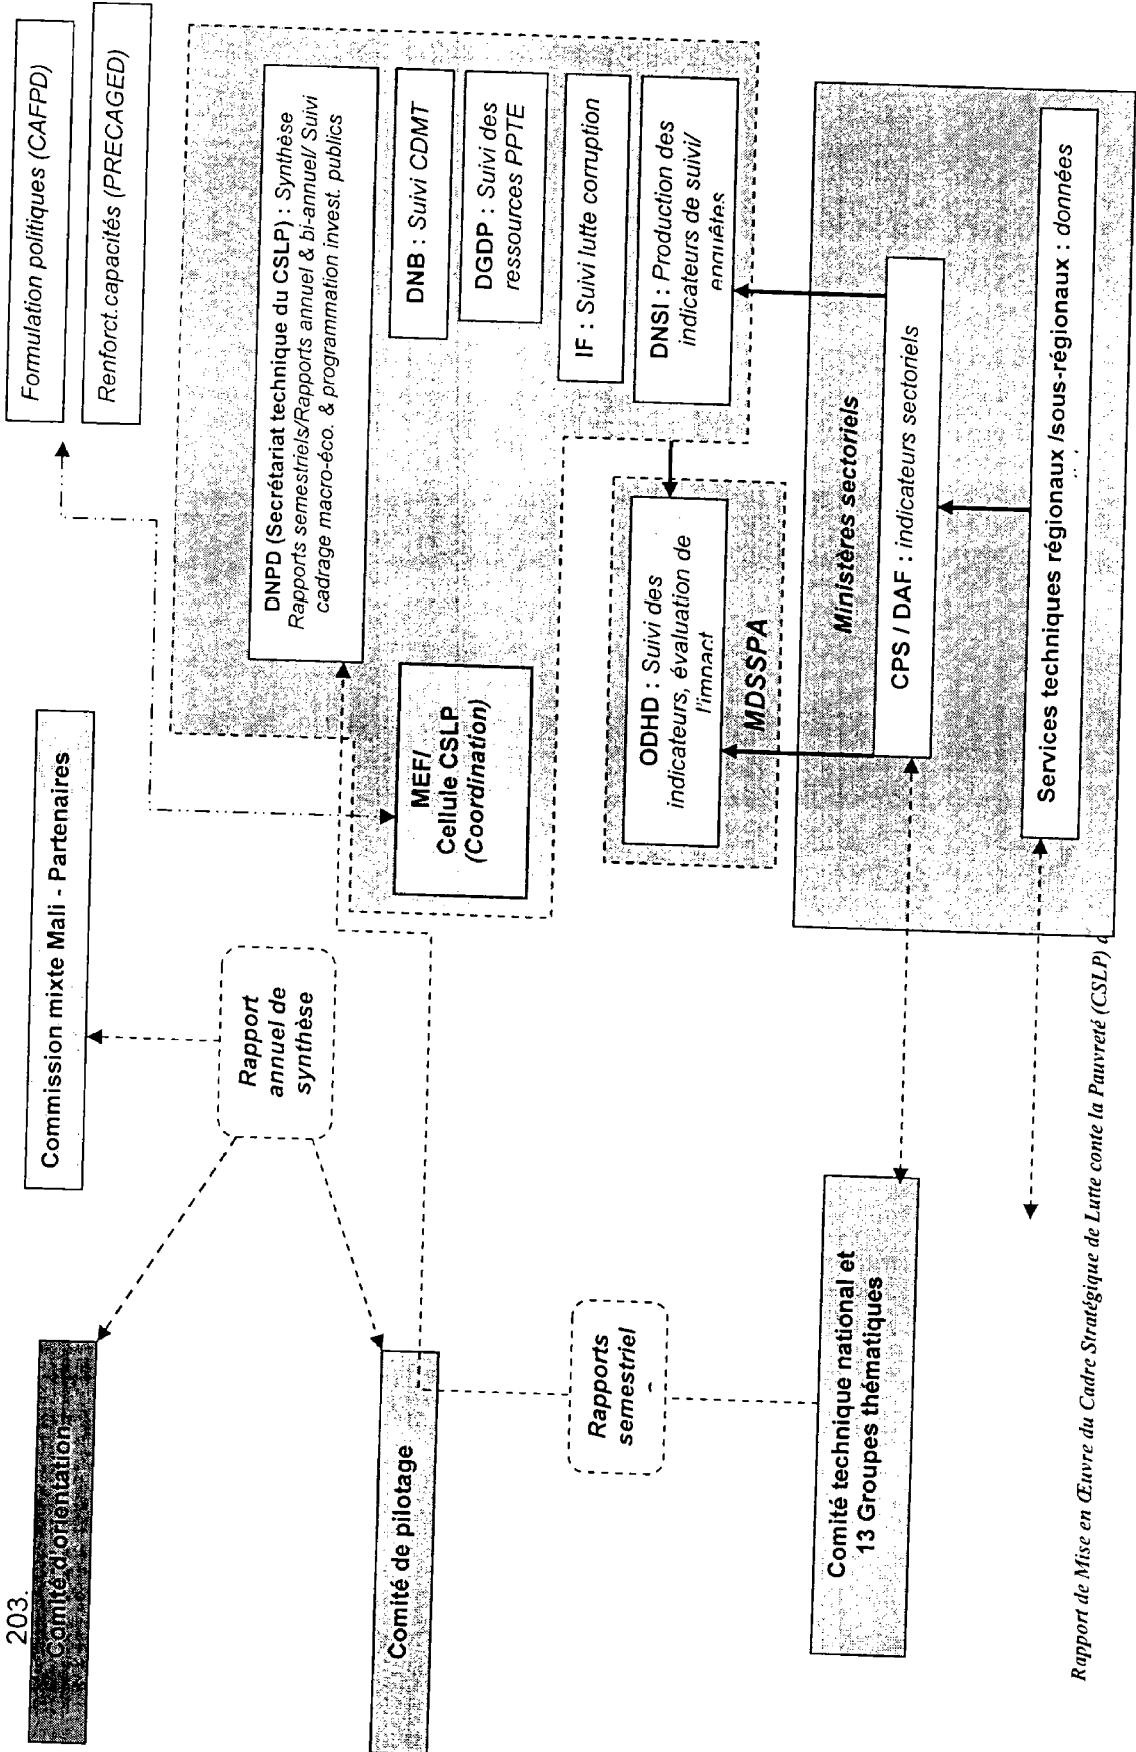 203.
Comité d'orientation
Commission mixte Mali - Partenaires
Formulation politiques (CAFPD)
Renforct.capacités (PRECAGED)
Rapport
annuel de
synthèse
DNPD (Secrétariat technique du CSLP) : Synthèse
Rapports semestriels/Rapports annuel & bi-annuel/ Suivi
cadrage macro-éco. & programmation invest. publics
Comité de pilotage
MEF/
Cellule CSLP
(Coordination)
DNB : Suivi CDMT
DGDP : Suivi des
ressources PPTE
IF : Suivi lutte corruption
DNSI : Production des
indicateurs de suivi/
enquêtes
Rapports
semestriel
ODHD : Suivi des
indicateurs, évaluation de
l'impact
MDSSPA
Comité technique national et
13 Groupes thématiques
Ministères sectoriels
CPS / DAF : indicateurs sectoriels
Services techniques régionaux /sous-régionaux : données
Rapport de Mise en Œuvre du Cadre Stratégique de Lutte conte la Pauvreté (CSLP)